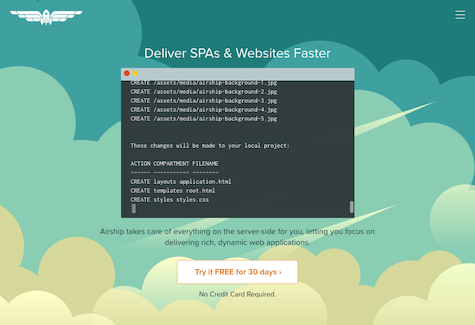 Deliver SPAs & Websites Faster
CREATE /assets/media/airship-background-1.jpg
CREATE /assets/media/airship-background-2.jpg
CREATE /assets/media/airship-background-3.jpg
CREATE /assets/media/airship-background-4.jpg
CREATE /assets/media/airship-background-5.jpg
These changes will be made to your local project:
ACTION COMPARTMENT FILENAME
------ ----------- --------
CREATE layouts application.html
CREATE templates root.html
CREATE styles styles.css
Airship takes care of everything on the server-side for you, letting you focus on
delivering rich, dynamic web applications.
Try it FREE for 30 days ›
No Credit Card Required.